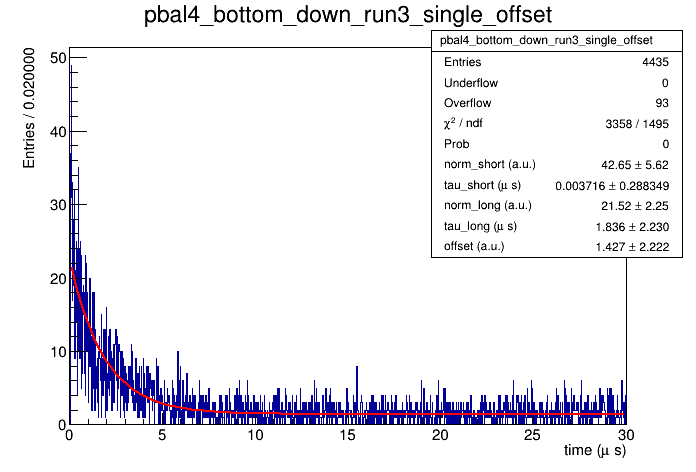 pbal4_bottom_down_run3_single_offset
pbal4_bottom_down_run3_single_offset
Entries 4435
Underflow 0
Overflow 93
χ² / ndf 3358 / 1495
Prob 0
norm_short (a.u.) 42.65 ± 5.62
tau_short (μ s) 0.003716 ± 0.288349
norm_long (a.u.) 21.52 ± 2.25
tau_long (μ s) 1.836 ± 2.230
offset (a.u.) 1.427 ± 2.222
Entries / 0.020000
50
40
30
20
10
0
0 5 10 15 20 25 30
time (μ s)